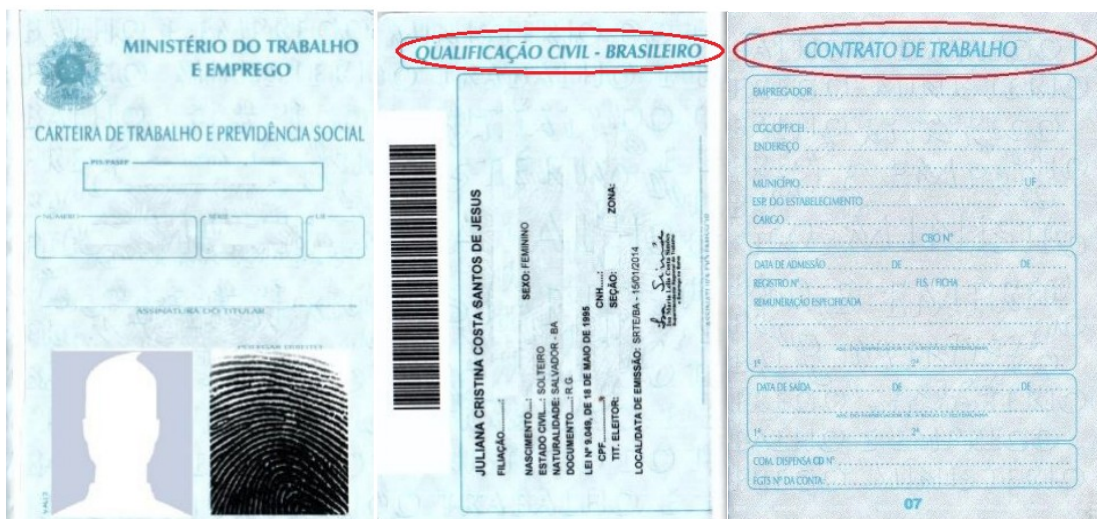 MINISTÉRIO DO TRABALHO
E EMPREGO
CARTEIRA DE TRABALHO E PREVIDÊNCIA SOCIAL
PIS/PASEP
NÚMERO
SÉRIE
UF
ASSINATURA DO TITULAR
POLEGAR DIREITO
QUALIFICAÇÃO CIVIL - BRASILEIRO
JULIANA CRISTINA COSTA SANTOS DE JESUS
FILIAÇÃO........:
NASCIMENTO....: SEXO: FEMININO
ESTADO CIVIL...: SOLTEIRO
NATURALIDADE: SALVADOR - BA
DOCUMENTO....: R.G.
LEI Nº 9.049, DE 18 DE MAIO DE 1995
CPF............: CNH.....:
TIT. ELEITOR: SEÇÃO: ZONA:
LOCAL/DATA DE EMISSÃO: SRTE/BA - 15/01/2014
CONTRATO DE TRABALHO
EMPREGADOR
CGC/CPF/CEI
ENDEREÇO
MUNICÍPIO UF
ESP. DO ESTABELECIMENTO
CARGO
CBO Nº
DATA DE ADMISSÃO DE DE
REGISTRO Nº FLS. / FICHA
REMUNERAÇÃO ESPECIFICADA
1º 2º
DATA DE SAÍDA DE DE
1º 2º
COM. DISPENSA CD Nº
FGTS Nº DA CONTA
07